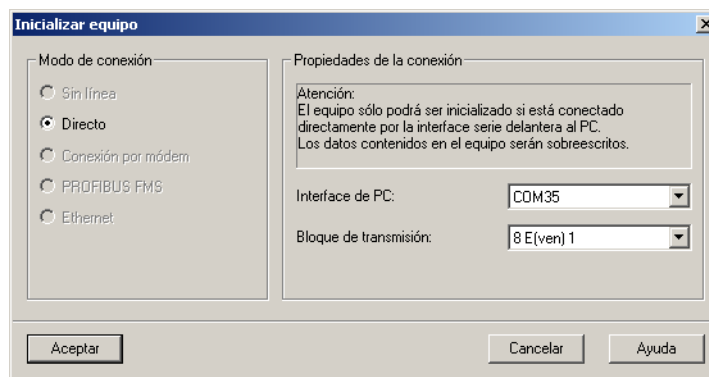 Inicializar equipo
Modo de conexión
Sin línea
Directo
Conexión por módem
PROFIBUS FMS
Ethernet
Propiedades de la conexión
Atención:
El equipo sólo podrá ser inicializado si está conectado
directamente por la interface serie delantera al PC.
Los datos contenidos en el equipo serán sobreescritos.
Interface de PC: COM35
Bloque de transmisión: 8 E(ven) 1
Aceptar Cancelar Ayuda